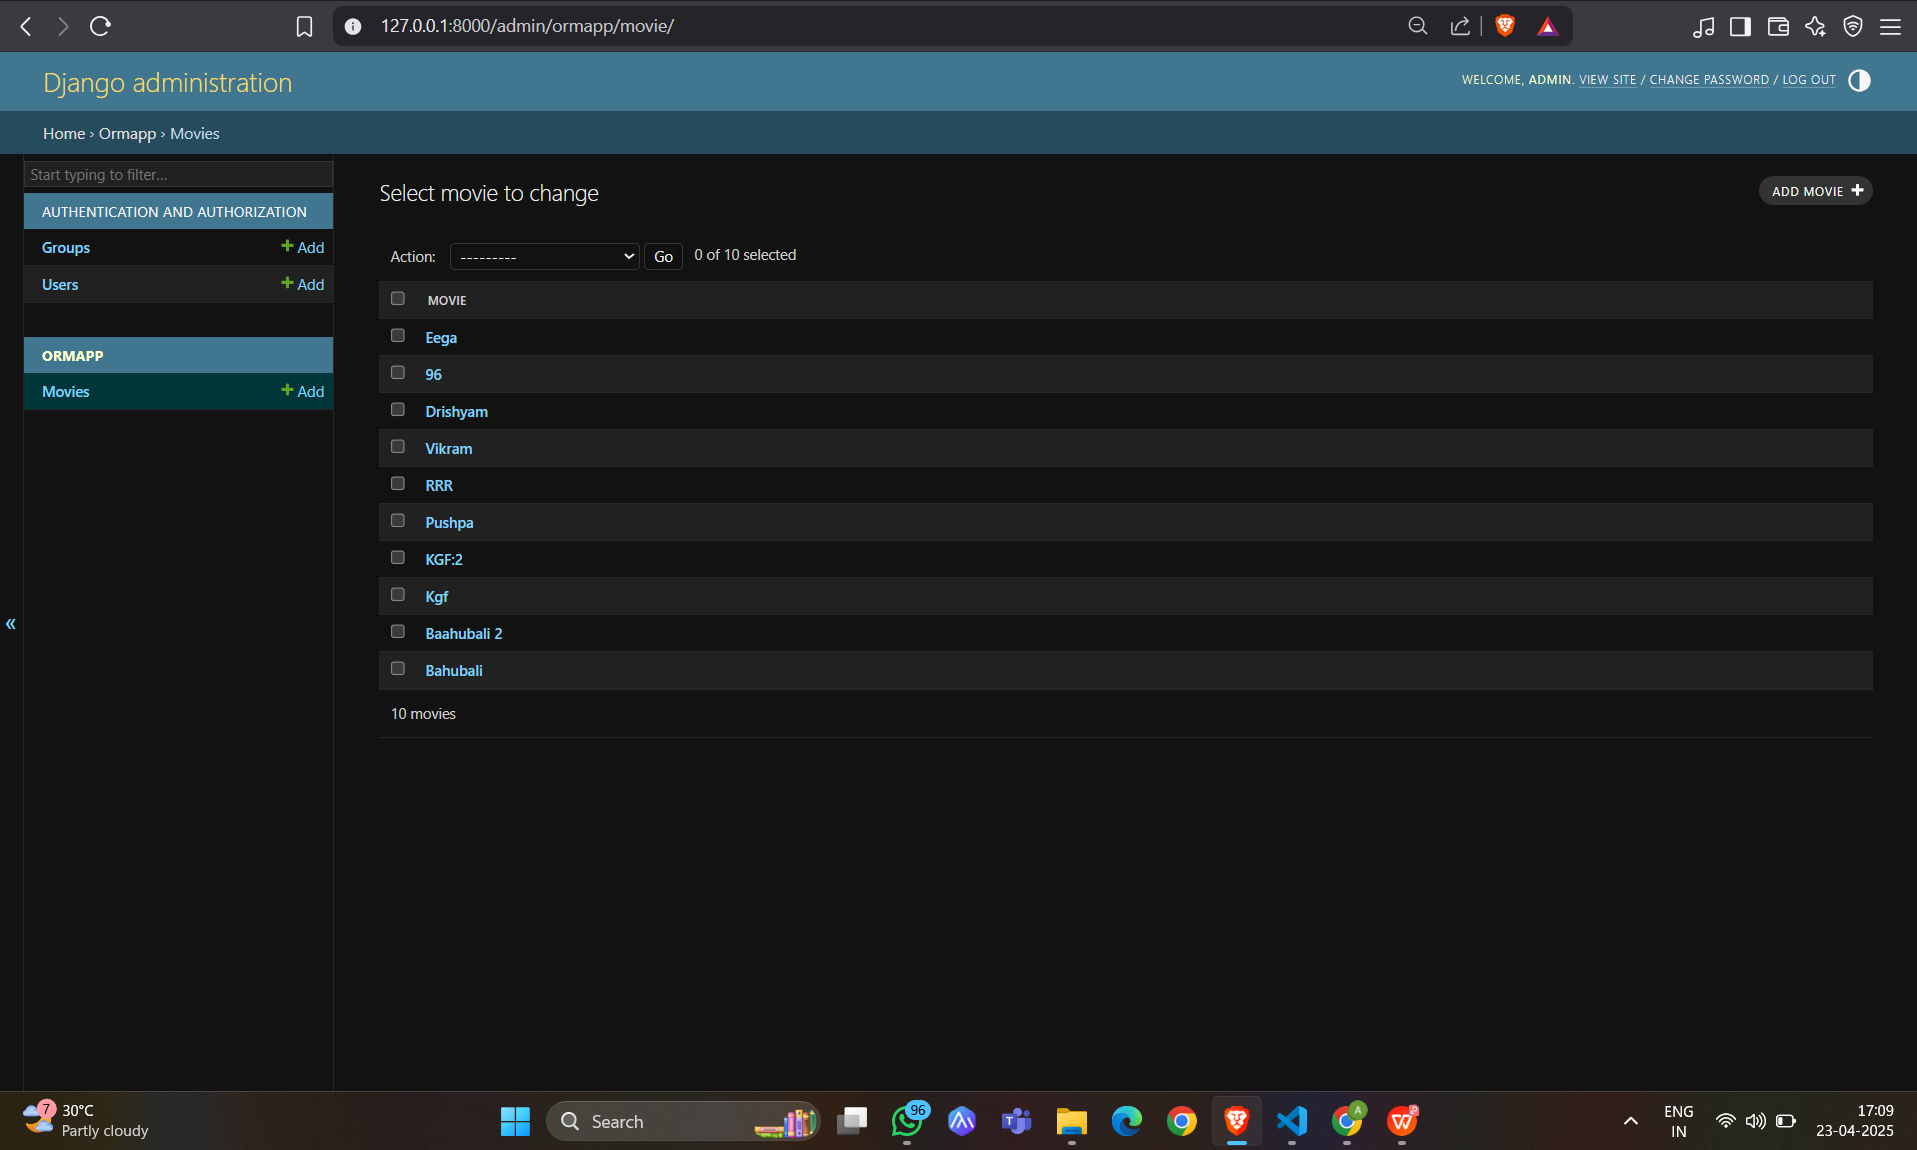 127.0.0.1:8000/admin/ormapp/movie/
Django administration
WELCOME, ADMIN. VIEW SITE / CHANGE PASSWORD / LOG OUT
Home › Ormapp › Movies
Start typing to filter...
AUTHENTICATION AND AUTHORIZATION
Groups + Add
Users + Add
ORMAPP
Movies + Add
«
Select movie to change
ADD MOVIE +
Action: --------- Go 0 of 10 selected
MOVIE
Eega
96
Drishyam
Vikram
RRR
Pushpa
KGF:2
Kgf
Baahubali 2
Bahubali
10 movies
7
30°C
Partly cloudy
Search
96
T
A
W
P
ENG
IN
17:09
23-04-2025